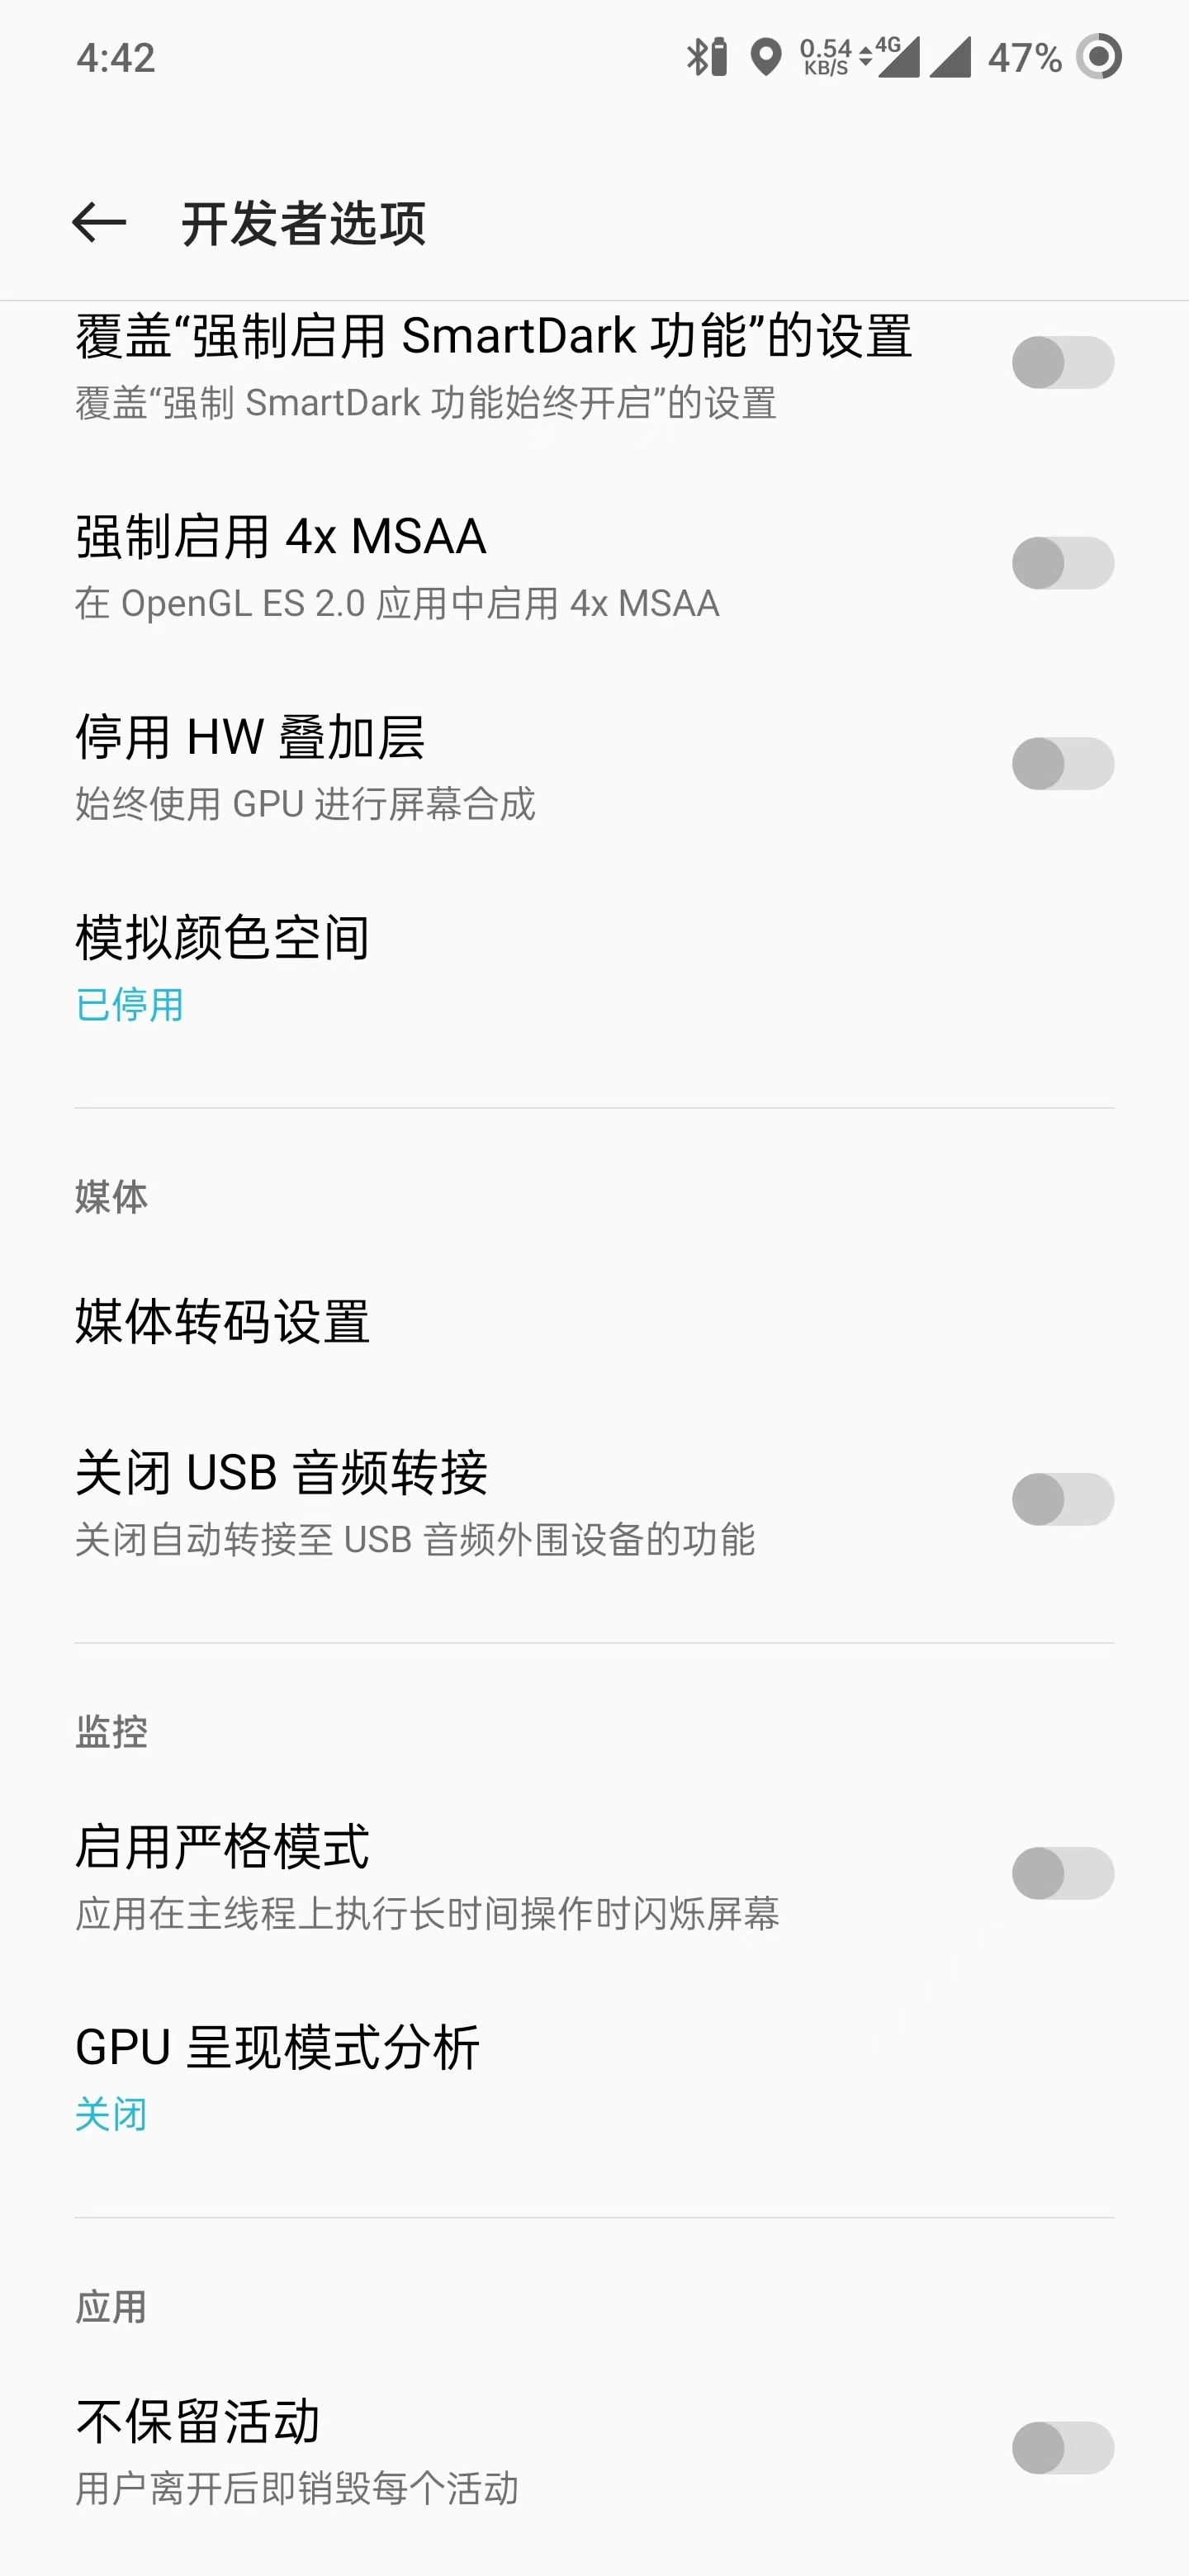 4:42
0.54 KB/S 4G 47%
开发者选项
覆盖“强制启用 SmartDark 功能”的设置
覆盖“强制 SmartDark 功能始终开启”的设置
强制启用 4x MSAA
在 OpenGL ES 2.0 应用中启用 4x MSAA
停用 HW 叠加层
始终使用 GPU 进行屏幕合成
模拟颜色空间
已停用
媒体
媒体转码设置
关闭 USB 音频转接
关闭自动转接至 USB 音频外围设备的功能
监控
启用严格模式
应用在主线程上执行长时间操作时闪烁屏幕
GPU 呈现模式分析
关闭
应用
不保留活动
用户离开后即销毁每个活动